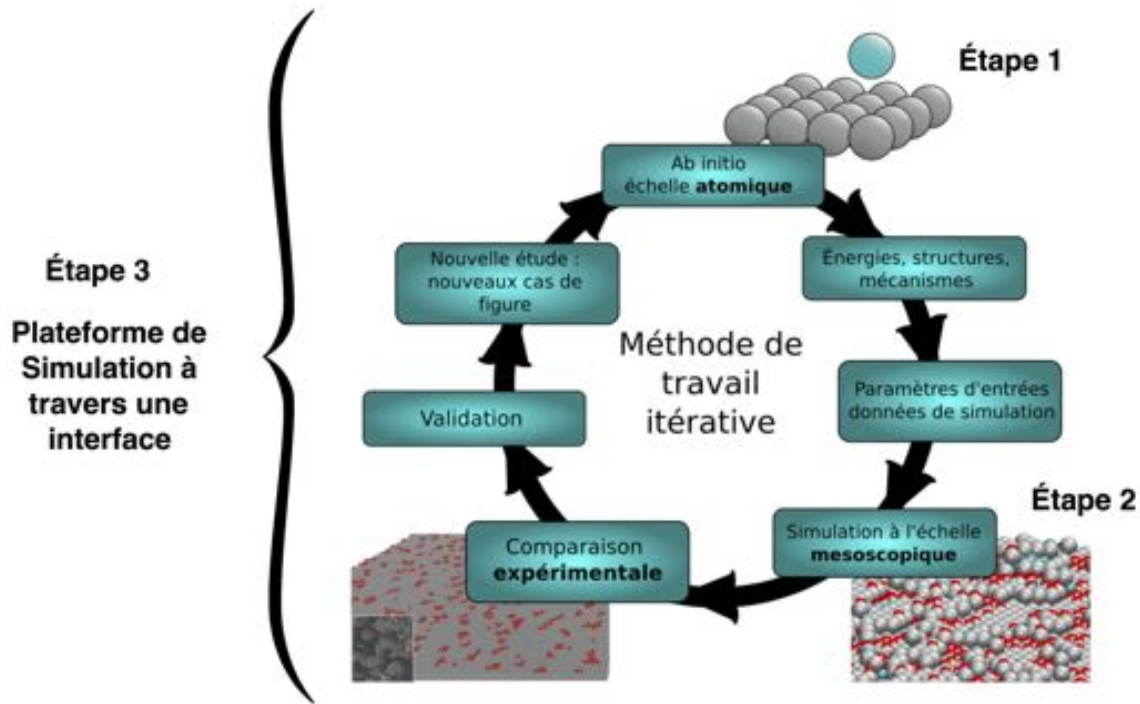 Étape 1
Ab initio
échelle atomique
Énergies, structures,
mécanismes
Paramètres d'entrées
données de simulation
Étape 2
Simulation à l'échelle
mesoscopique
Comparaison
expérimentale
Validation
Nouvelle étude :
nouveaux cas de
figure
Méthode de
travail
itérative
Étape 3
Plateforme de
Simulation à
travers une
interface